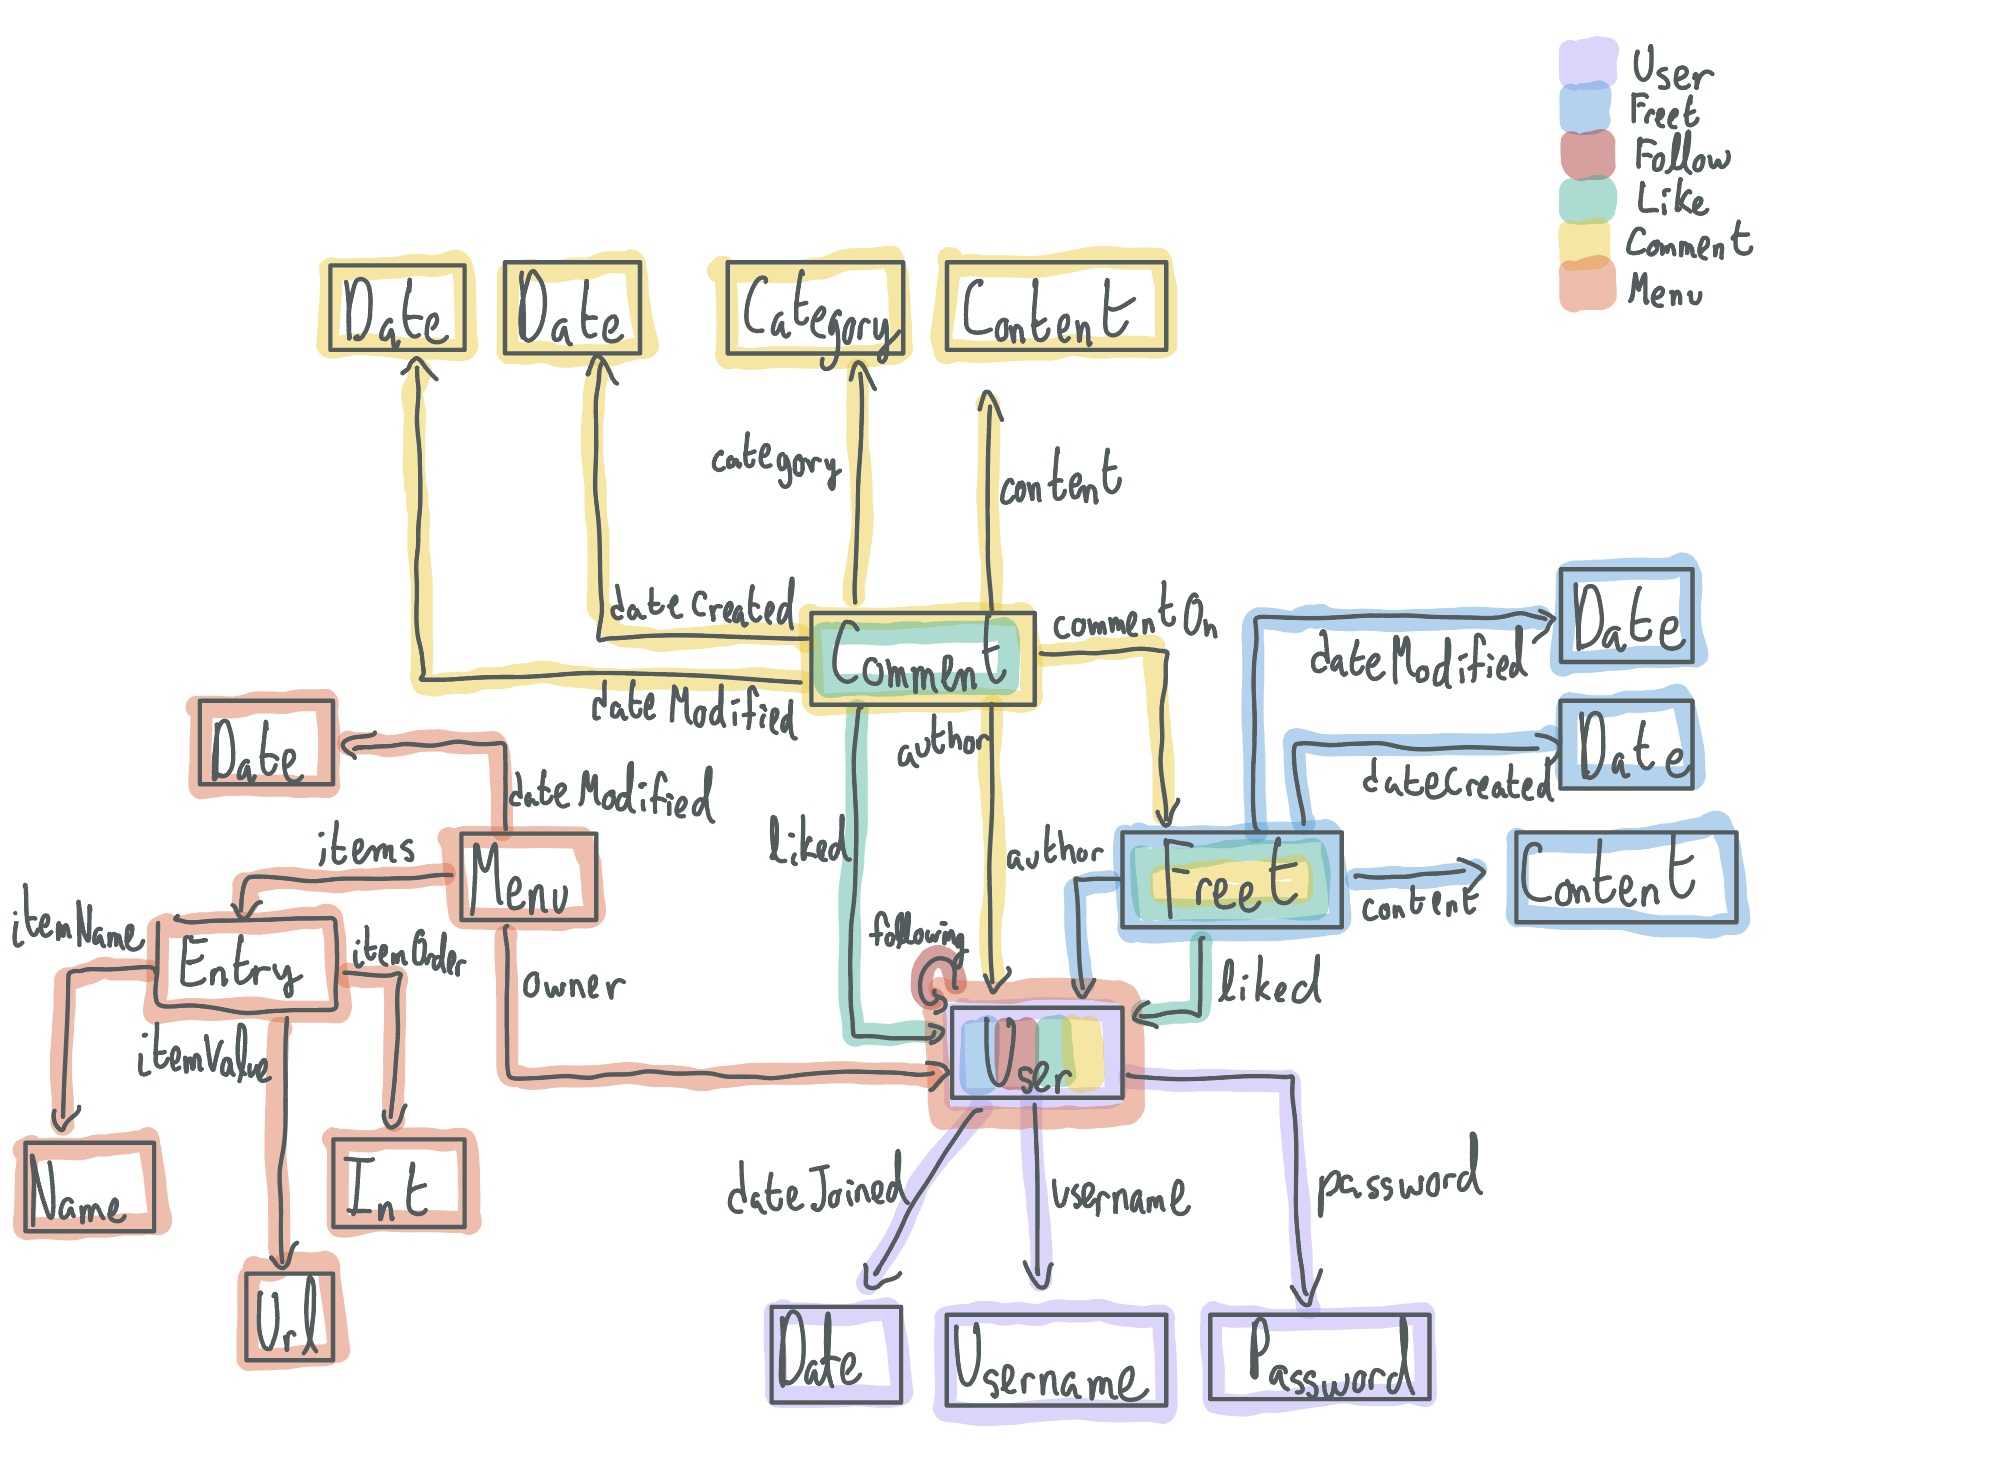 User
Freet
Follow
Like
Comment
Menu
Date
Date
Category
Content
category
content
dateCreated
commentOn
Comment
dateModified
dateModified
Date
Date
author
Date
dateModified
dateCreated
items
liked
Menu
author
Freet
content
Content
itemName
Entry
itemOrder
following
owner
liked
itemValue
User
Name
Int
dateJoined
username
password
Url
Date
Username
Password